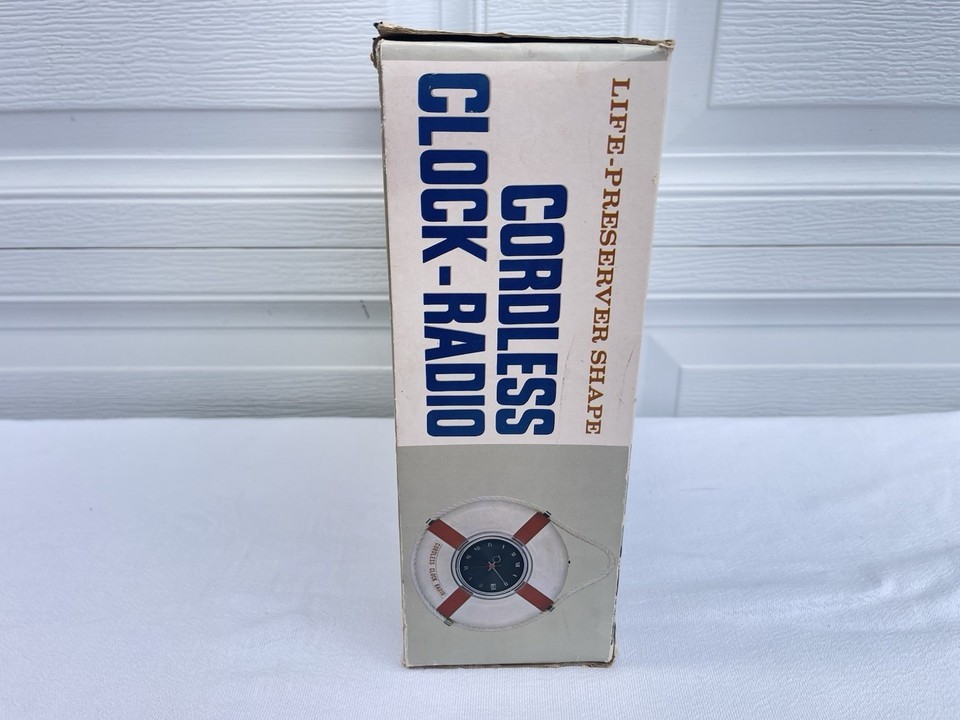 LIFE-PRESERVER SHAPE
CORDLESS
CLOCK-RADIO
CORDLESS CLOCK RADIO